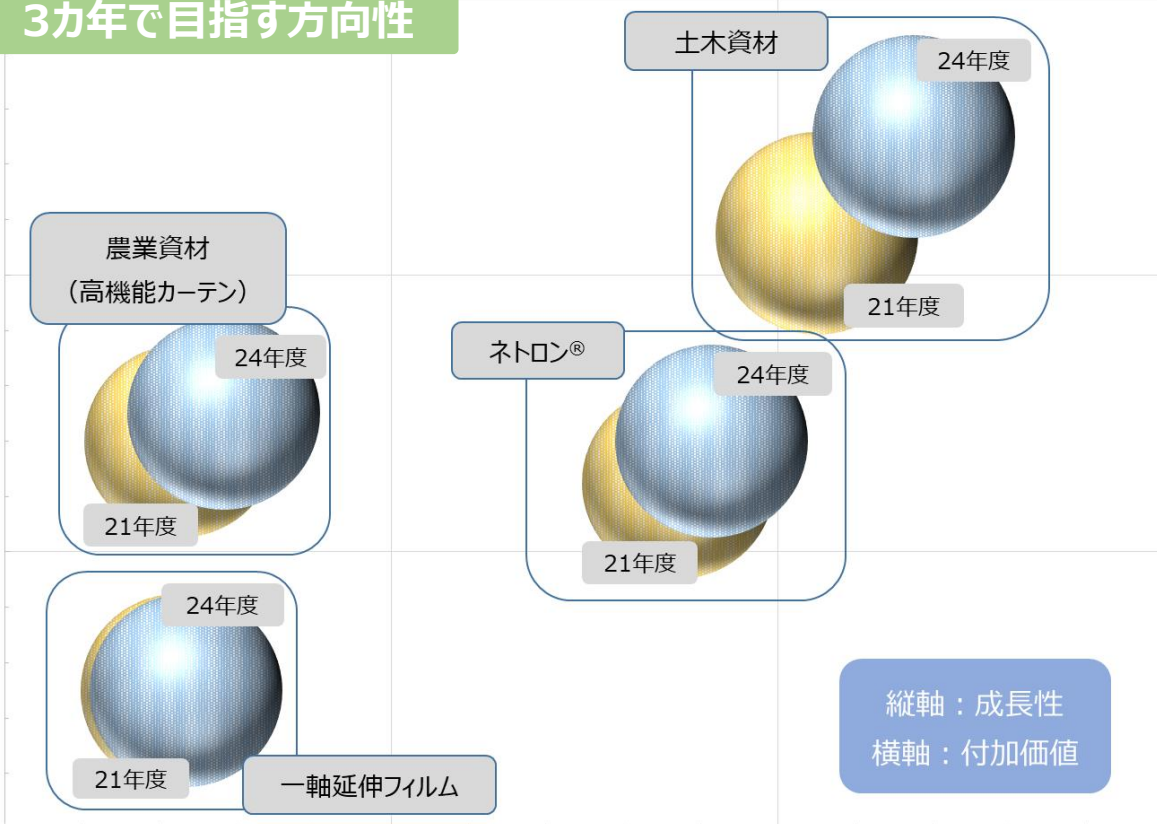 3カ年で目指す方向性
土木資材
24年度
21年度
農業資材
（高機能カーテン）
24年度
21年度
ネトロン®
24年度
21年度
24年度
21年度
一軸延伸フィルム
縦軸：成長性
横軸：付加価値